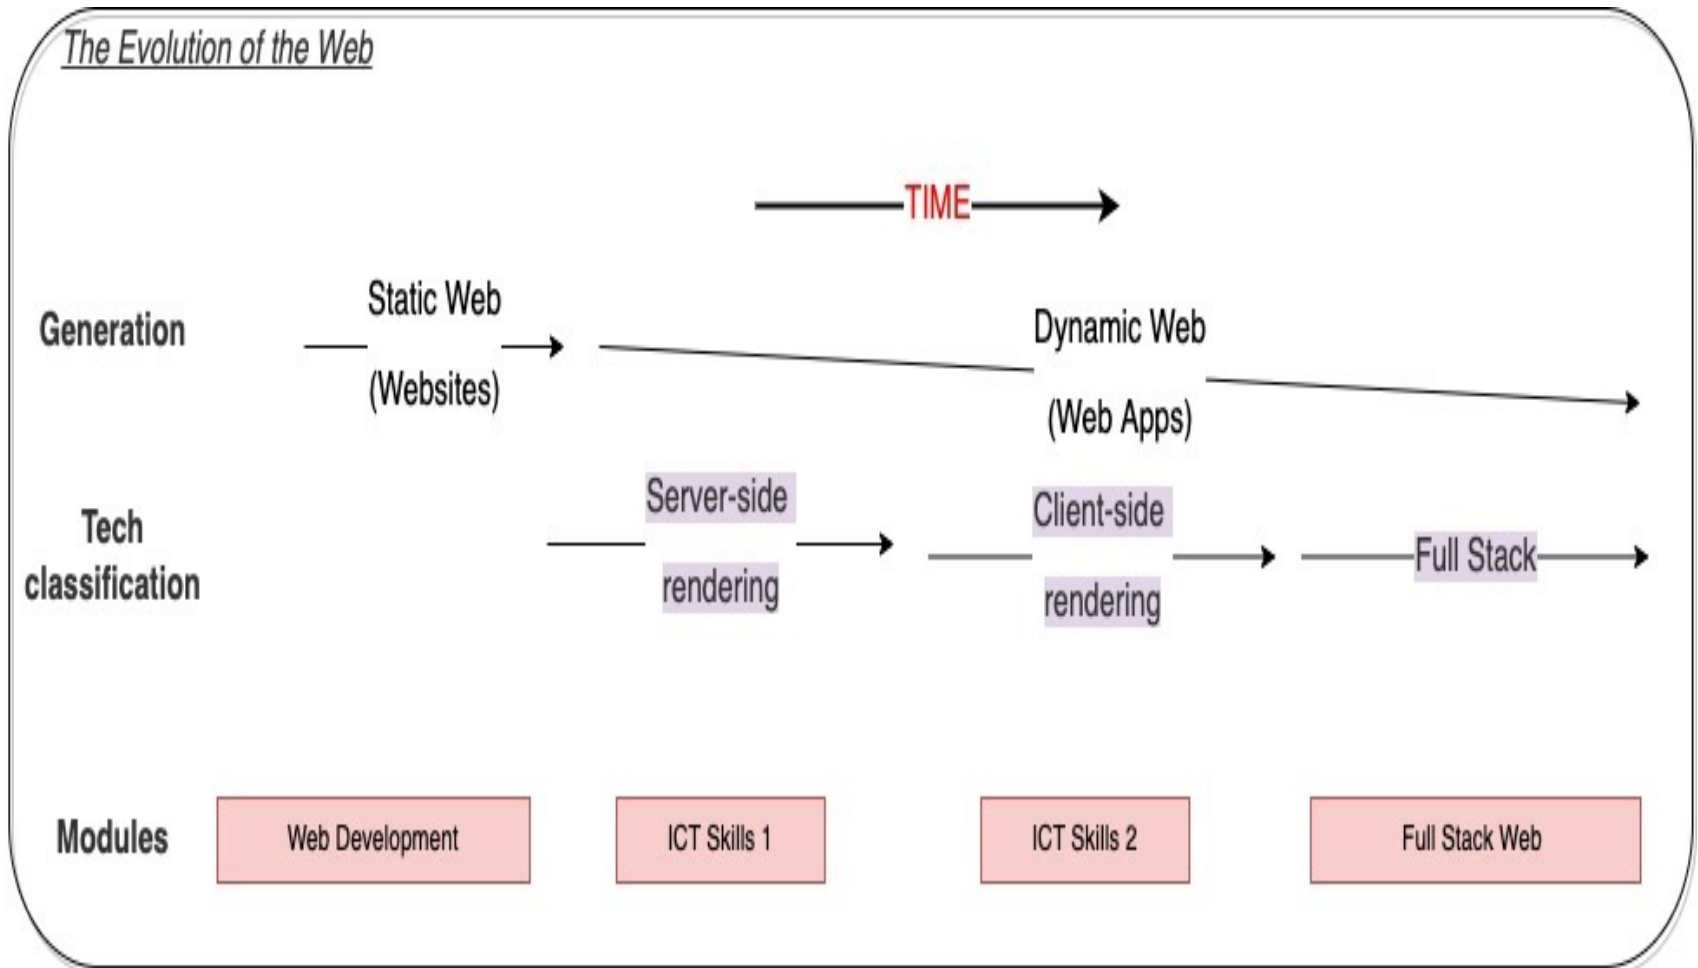 The Evolution of the Web
TIME
Generation
Static Web
(Websites)
Dynamic Web
(Web Apps)
Tech
classification
Server-side
rendering
Client-side
rendering
Full Stack
Modules
Web Development
ICT Skills 1
ICT Skills 2
Full Stack Web